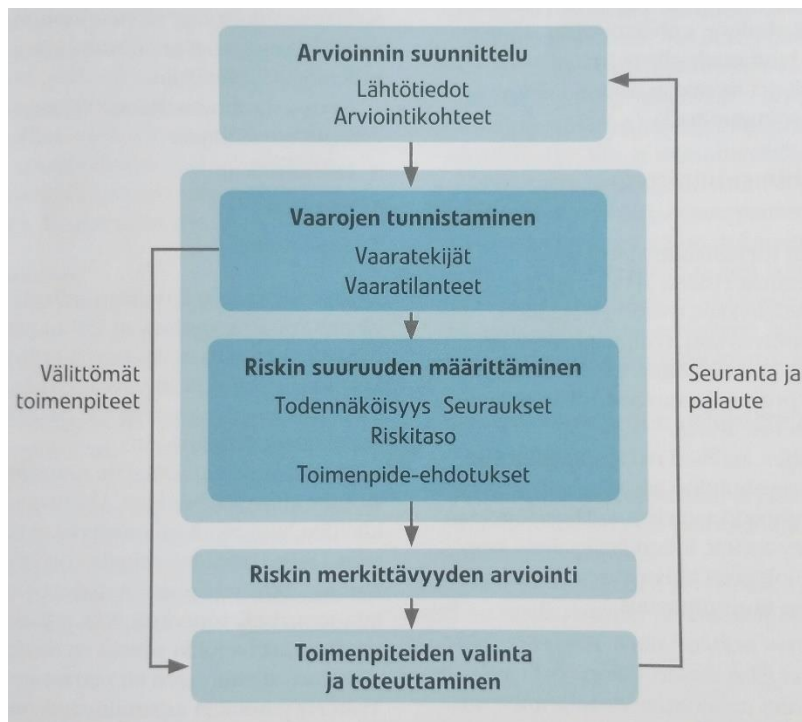 Arvioinnin suunnittelu
Lähtötiedot
Arviointikohteet
Vaarojen tunnistaminen
Vaaratekijät
Vaaratilanteet
Välittömät
toimenpiteet
Seuranta ja
palaute
Riskin suuruuden määrittäminen
Todennäköisyys Seuraukset
Riskitaso
Toimenpide-ehdotukset
Riskin merkittävyyden arviointi
Toimenpiteiden valinta
ja toteuttaminen